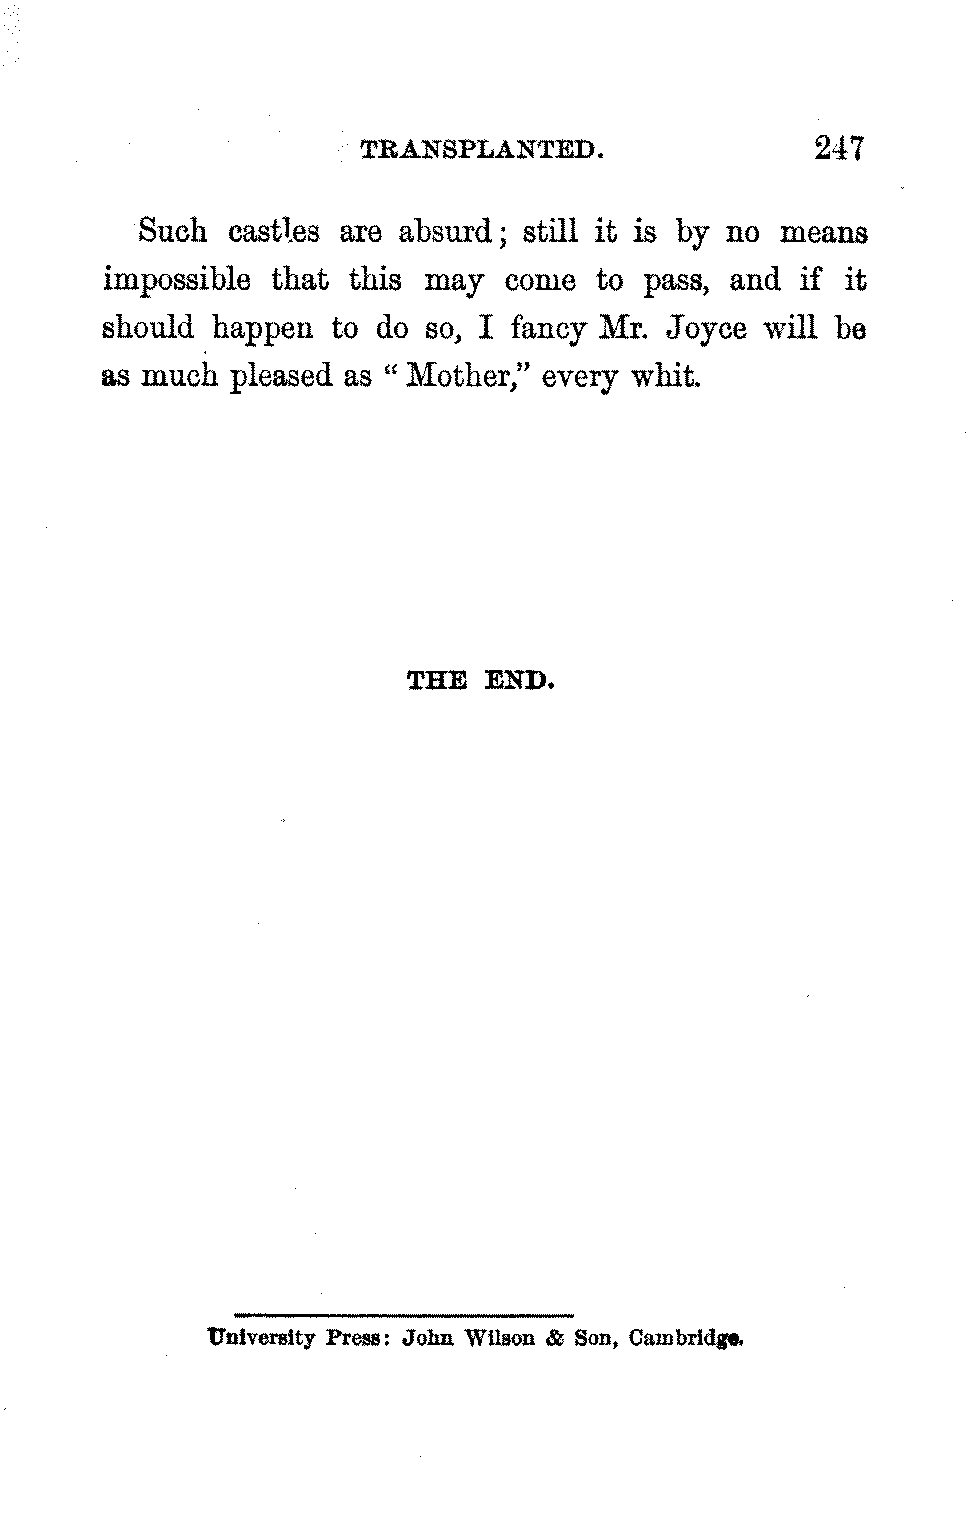 TRANSPLANTED. 247
Such castles are absurd; still it is by no means
impossible that this may come to pass, and if it
should happen to do so, I fancy Mr. Joyce will be
as much pleased as “ Mother,” every whit.
THE END.
University Press: John Wilson & Son, Cambridge.